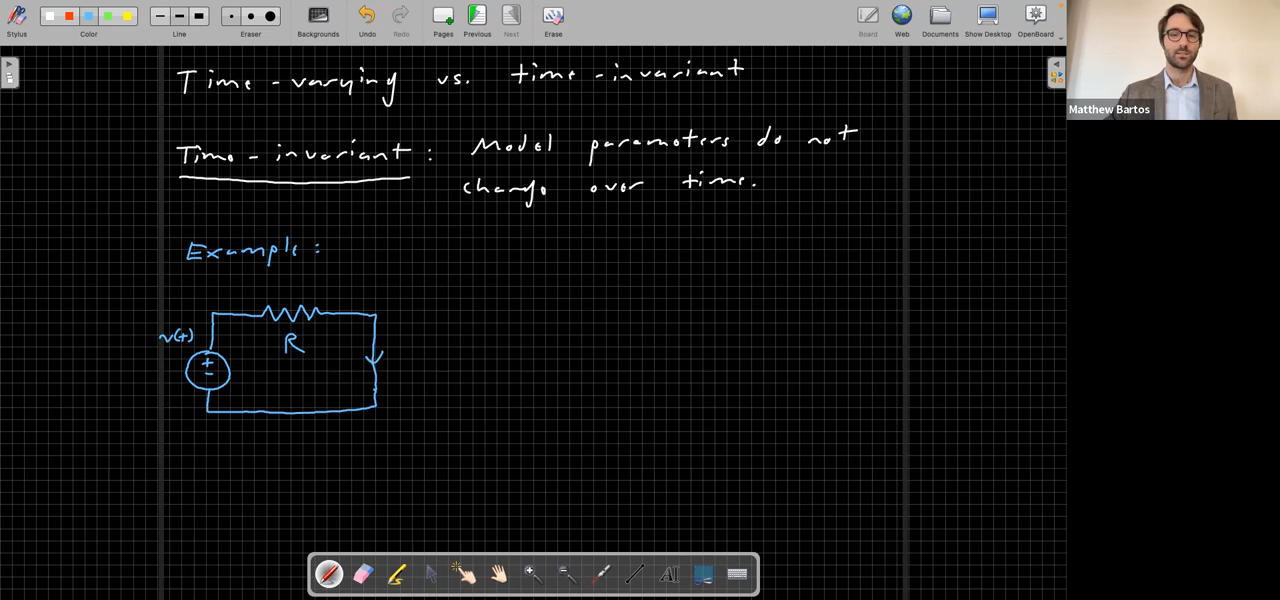 Stylus
Color
Line
Eraser
Backgrounds
Undo
Redo
Pages
Previous
Next
Erase
Board
Web
Documents
Show Desktop
OpenBoard
Matthew Bartos
Time-varying vs. time-invariant
Time-invariant: Model parameters do not
change over time.
Example:
v(t)
R
+
-
AI